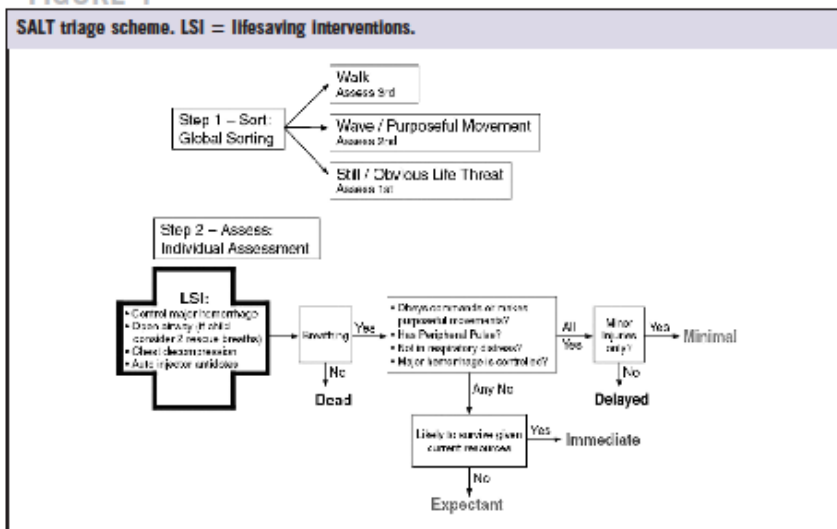 SALT triage scheme. LSI = lifesaving interventions.
Step 1 – Sort:
Global Sorting
Walk
Assess 3rd
Wave / Purposeful Movement
Assess 2nd
Still / Obvious Life Threat
Assess 1st
Step 2 – Assess:
Individual Assessment
LSI:
• Control major hemorrhage
• Open airway (if child
consider 2 rescue breaths)
• Chest decompression
• Auto injector antidotes
Breathing
Yes
No
Dead
• Obeys commands or makes
purposeful movements?
• Has Peripheral Pulse?
• Not in respiratory distress?
• Major hemorrhage is controlled?
All
Yes
Minor
Injuries
only?
Yes
Minimal
No
Delayed
Any No
Likely to survive given
current resources
Yes
Immediate
No
Expectant